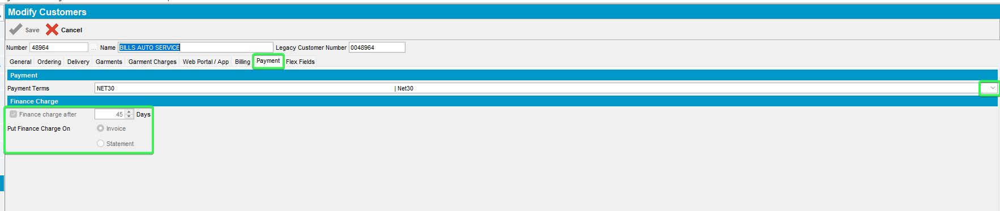 Modify Customers
Save Cancel
Number 48964 ... Name BILLS AUTO SERVICE Legacy Customer Number 0048964
General Ordering Delivery Garments Garment Charges Web Portal / App Billing Payment Flex Fields
Payment
Payment Terms NET30 | Net30
Finance Charge
Finance charge after 45 Days
Put Finance Charge On Invoice
Statement